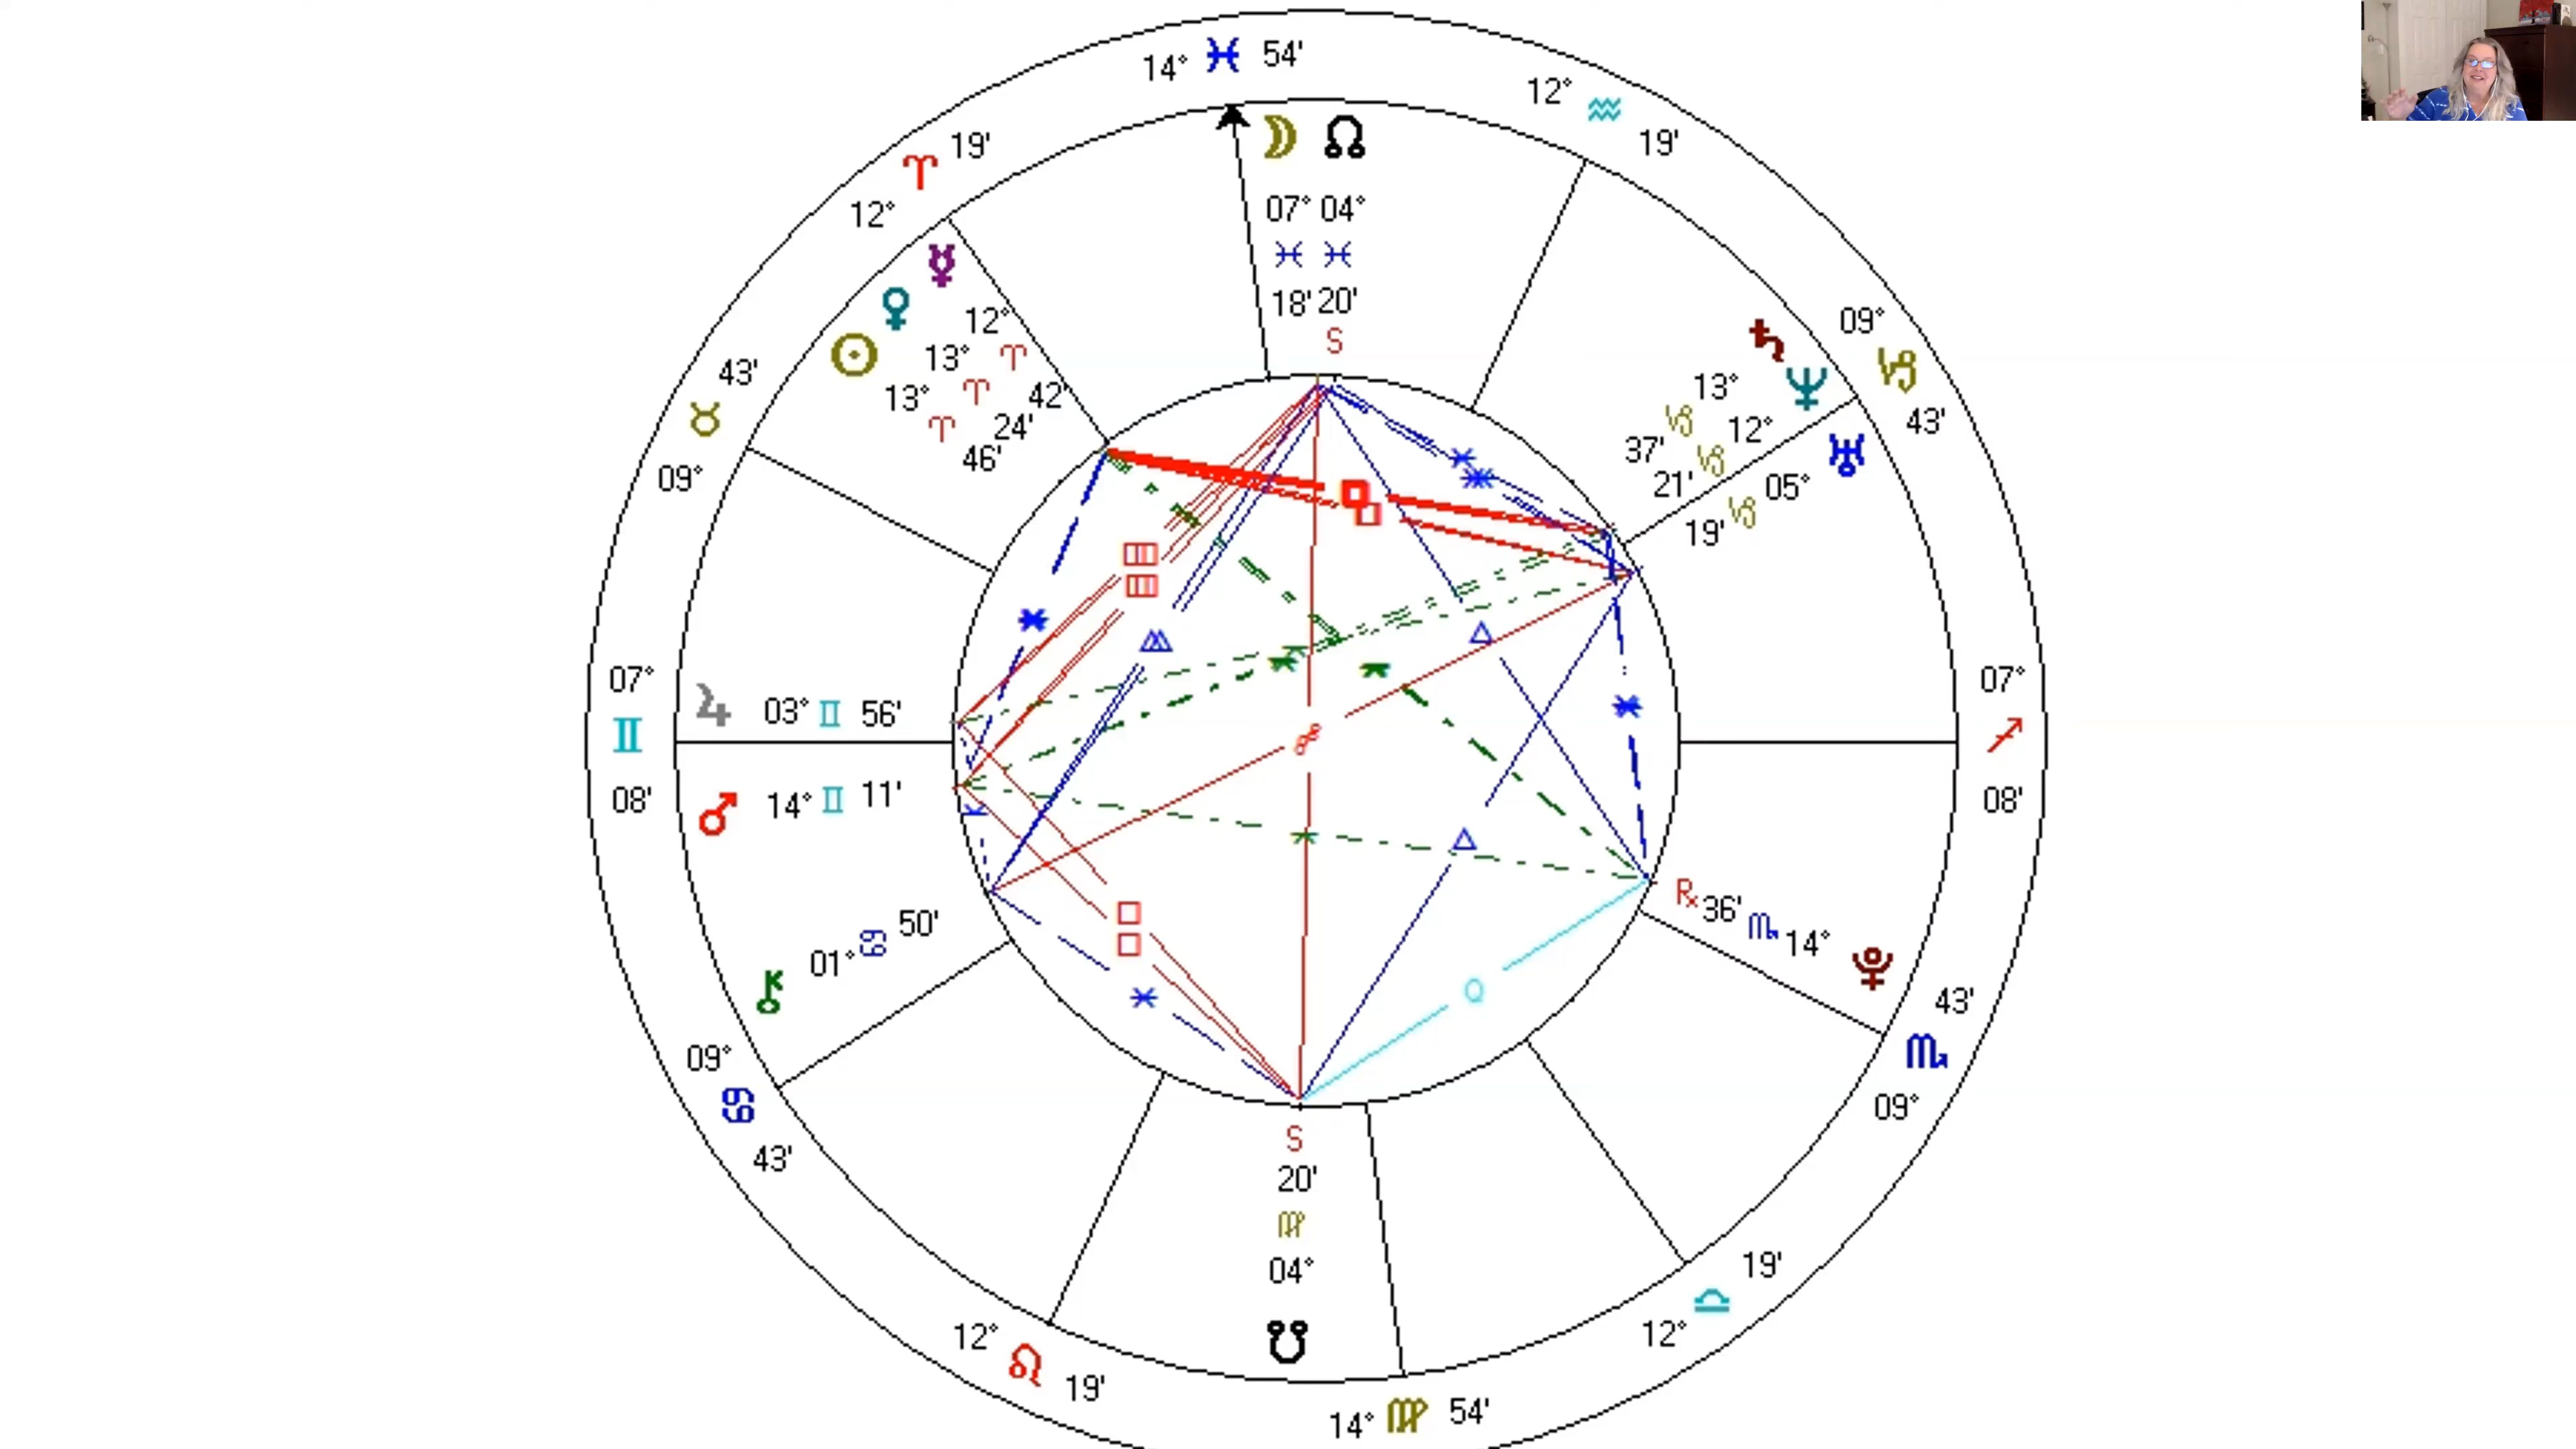 14° ♓ 54'
12° ♒ 19'
09° ♑ 43'
07° ♐ 08'
43' ♏ 09°
19' ♎ 12°
14° ♍ 54'
12° ♌ 19'
09° ♋ 43'
07° ♊ 08'
43' ♉ 09°
12° ♈ 19'
☽ 07° ♓ 18'
☊ 04° ♓ 20' S
☿ 12° ♈ 42'
♀ 13° ♈ 24'
☉ 13° ♈ 46'
♄ 13° ♑ 37'
♆ 12° ♑ 21'
♅ 05° ♑ 19'
♃ 03° ♊ 56'
♂ 14° ♊ 11'
⚷ 01° ♋ 50'
℞ 36' ♏ 14° ♇
S
20'
♍
04°
☋
Q